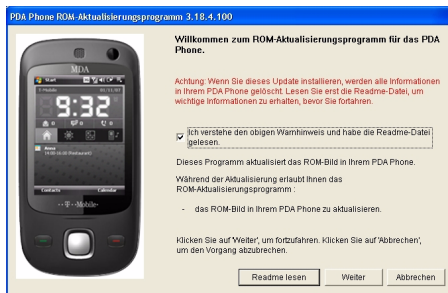 PDA Phone ROM-Aktualisierungsprogramm 3.18.4.100
MDA
Start
T-Mobile
01/31/07
9:32
Anna
Contacts
Calendar
··T··Mobile·
Willkommen zum ROM-Aktualisierungsprogramm für das PDA
Phone.
Achtung: Wenn Sie dieses Update installieren, werden alle Informationen
in Ihrem PDA Phone gelöscht. Lesen Sie erst die Readme-Datei, um
wichtige Informationen zu erhalten, bevor Sie fortfahren.
Ich verstehe den obigen Warnhinweis und habe die Readme-Datei
gelesen.
Dieses Programm aktualisiert das ROM-Bild in Ihrem PDA Phone.
Während der Aktualisierung erlaubt Ihnen das
ROM-Aktualisierungsprogramm :
- das ROM-Bild in Ihrem PDA Phone zu aktualisieren.
Klicken Sie auf 'Weiter', um fortzufahren. Klicken Sie auf 'Abbrechen',
um den Vorgang abzubrechen.
Readme lesen
Weiter
Abbrechen